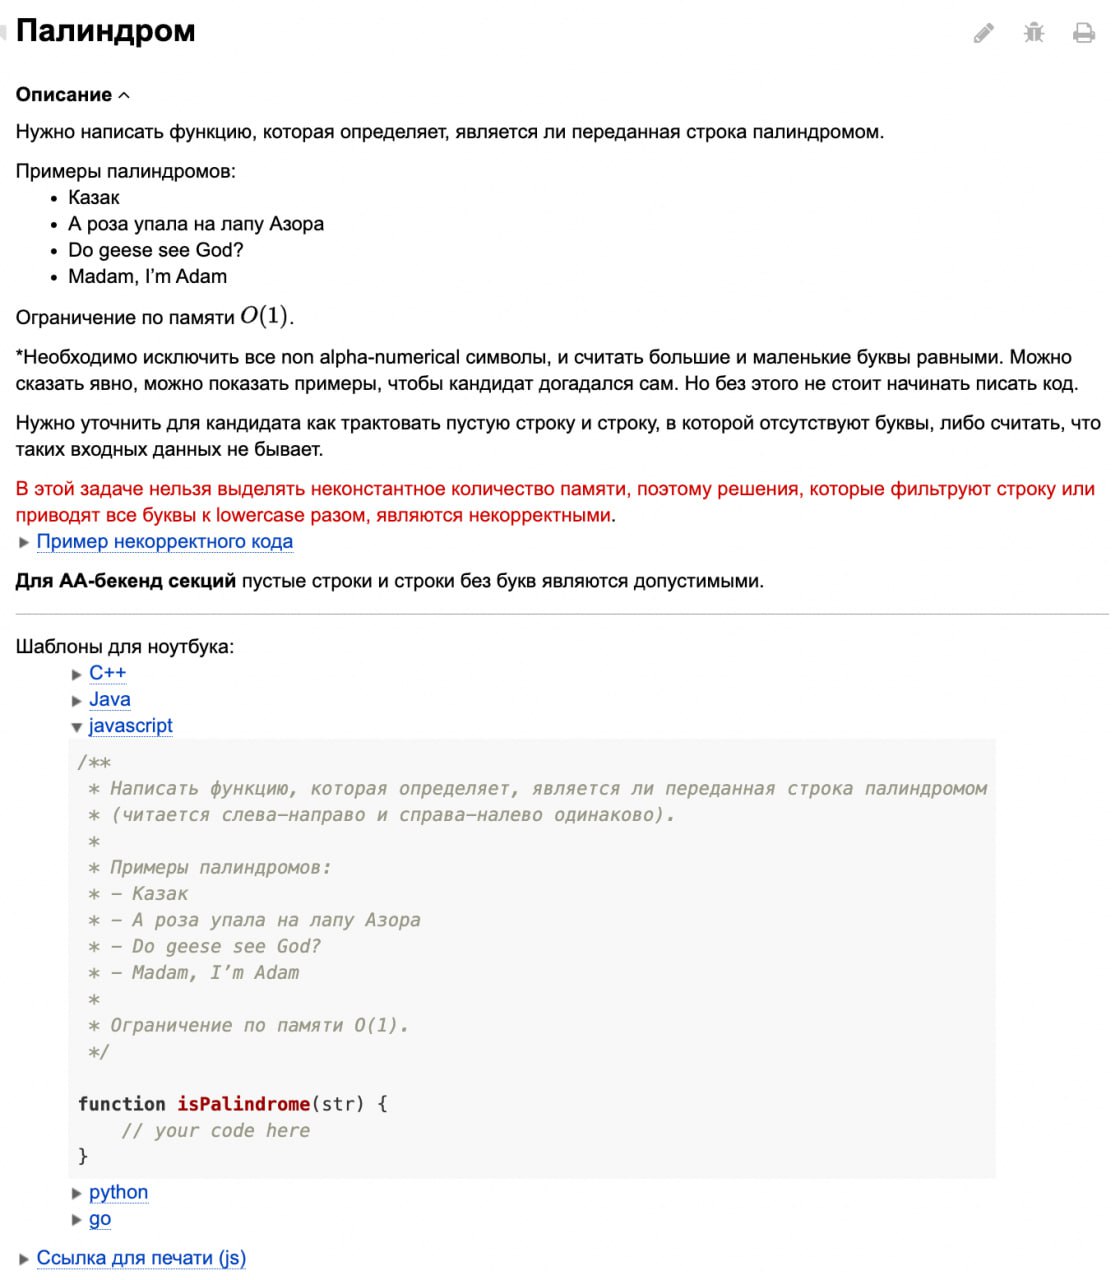 Палиндром
Описание
Нужно написать функцию, которая определяет, является ли переданная строка палиндромом.
Примеры палиндромов:
• Казак
• А роза упала на лапу Азора
• Do geese see God?
• Madam, I’m Adam
Ограничение по памяти O(1).
*Необходимо исключить все non alpha-numerical символы, и считать большие и маленькие буквы равными. Можно
сказать явно, можно показать примеры, чтобы кандидат догадался сам. Но без этого не стоит начинать писать код.
Нужно уточнить для кандидата как трактовать пустую строку и строку, в которой отсутствуют буквы, либо считать, что
таких входных данных не бывает.
В этой задаче нельзя выделять неконстантное количество памяти, поэтому решения, которые фильтруют строку или
приводят все буквы к lowercase разом, являются некорректными.
Пример некорректного кода
Для АА-бекенд секций пустые строки и строки без букв являются допустимыми.
Шаблоны для ноутбука:
C++
Java
javascript
/**
* Написать функцию, которая определяет, является ли переданная строка палиндромом
* (читается слева-направо и справа-налево одинаково).
*
* Примеры палиндромов:
* - Казак
* - А роза упала на лапу Азора
* - Do geese see God?
* - Madam, I’m Adam
*
* Ограничение по памяти O(1).
*/
function isPalindrome(str) {
// your code here
}
python
go
Ссылка для печати (js)